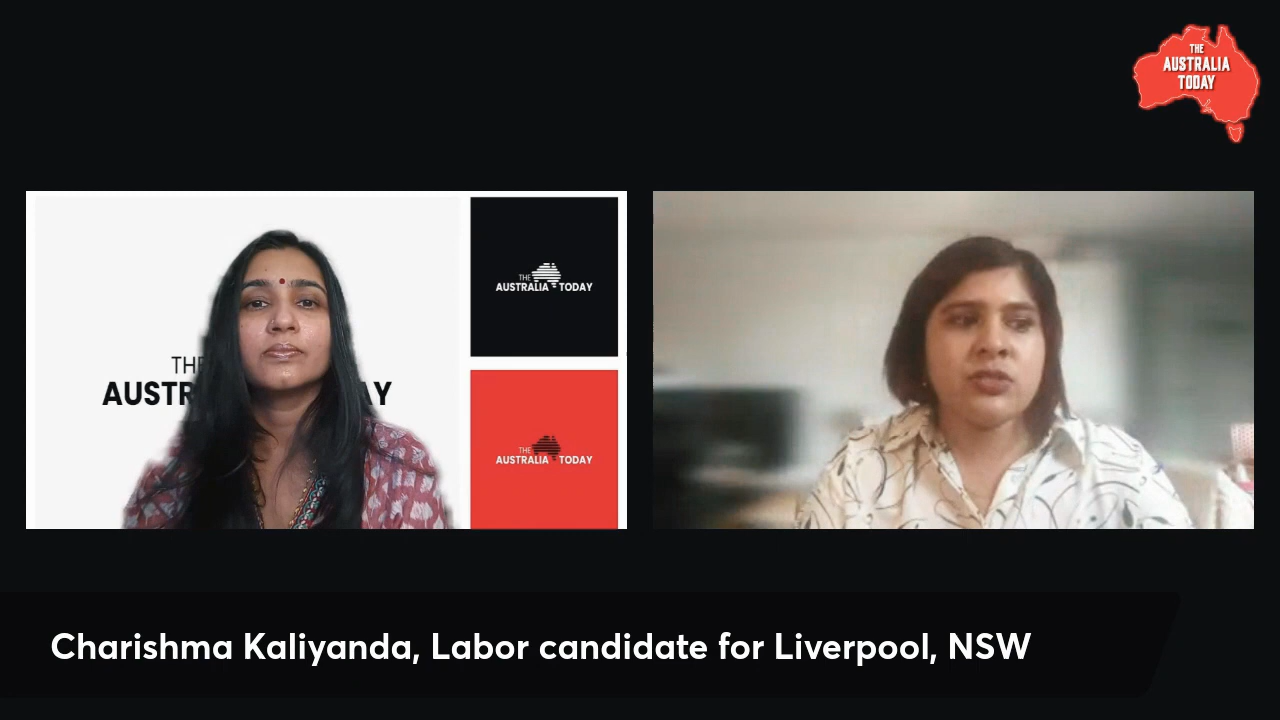 THE
AUSTRALIA
TODAY
THE
AUSTR AY
THE
AUSTRALIA TODAY
THE
AUSTRALIA TODAY
Charishma Kaliyanda, Labor candidate for Liverpool, NSW